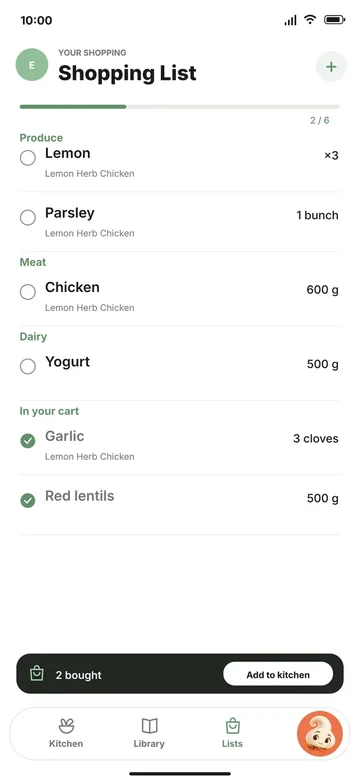 10:00
YOUR SHOPPING
E
Shopping List
+
2 / 6
Produce
Lemon
×3
Lemon Herb Chicken
Parsley
1 bunch
Lemon Herb Chicken
Meat
Chicken
600 g
Lemon Herb Chicken
Dairy
Yogurt
500 g
In your cart
Garlic
3 cloves
Lemon Herb Chicken
Red lentils
500 g
2 bought
Add to kitchen
Kitchen
Library
Lists